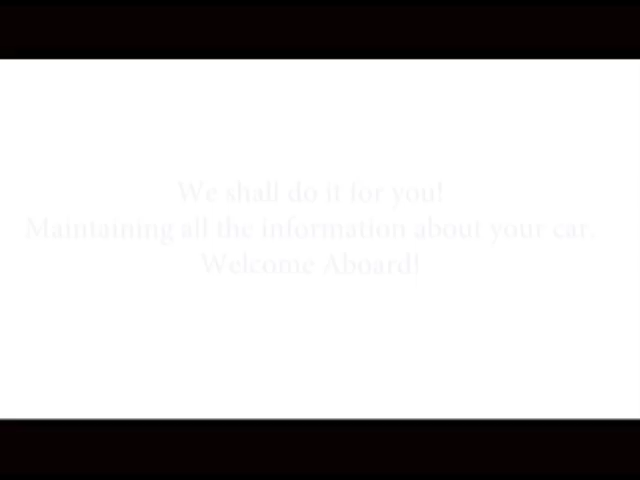 We shall do it for you!
Maintaining all the information about your car.
Welcome Aboard!